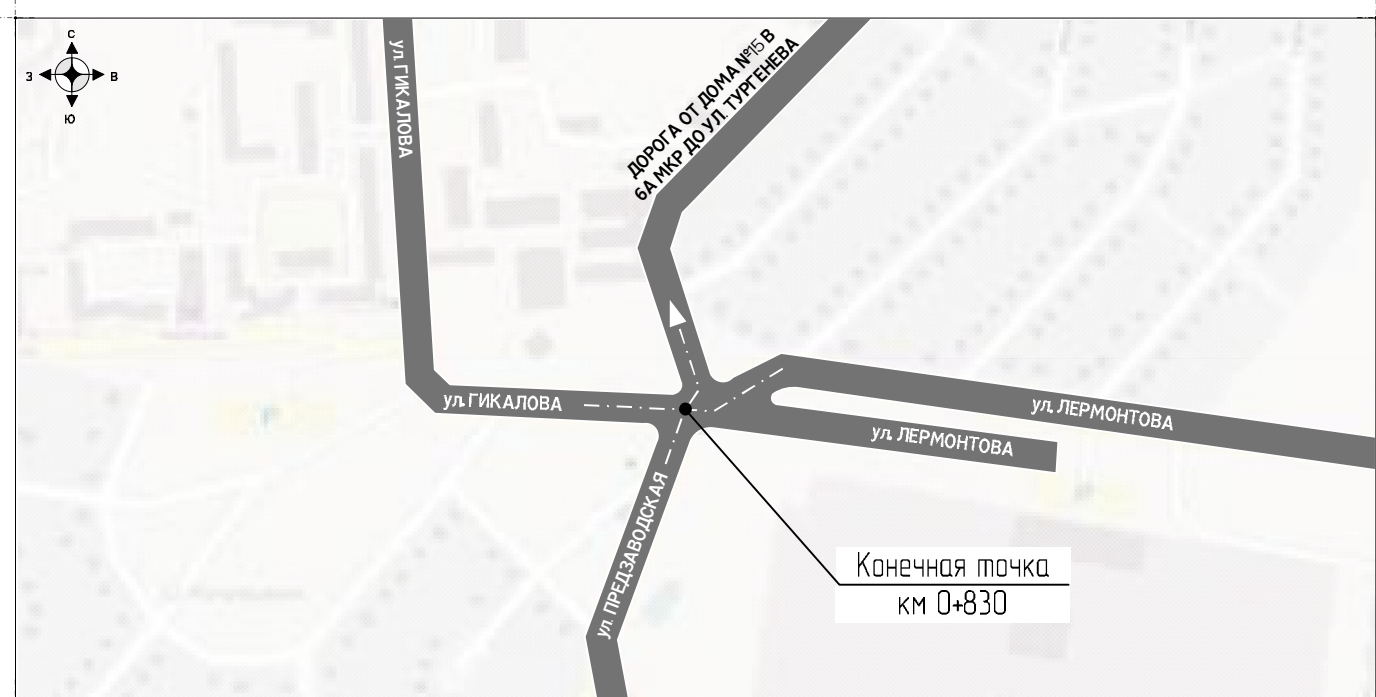 С
З
В
Ю
ул. ГИКАЛОВА
ДОРОГА ОТ ДОМА №15 В
6А МКР ДО УЛ. ТУРГЕНЕВА
ул. ГИКАЛОВА
ул. ЛЕРМОНТОВА
ул. ЛЕРМОНТОВА
ул. ПРЕДЗАВОДСКАЯ
Конечная точка
км 0+830